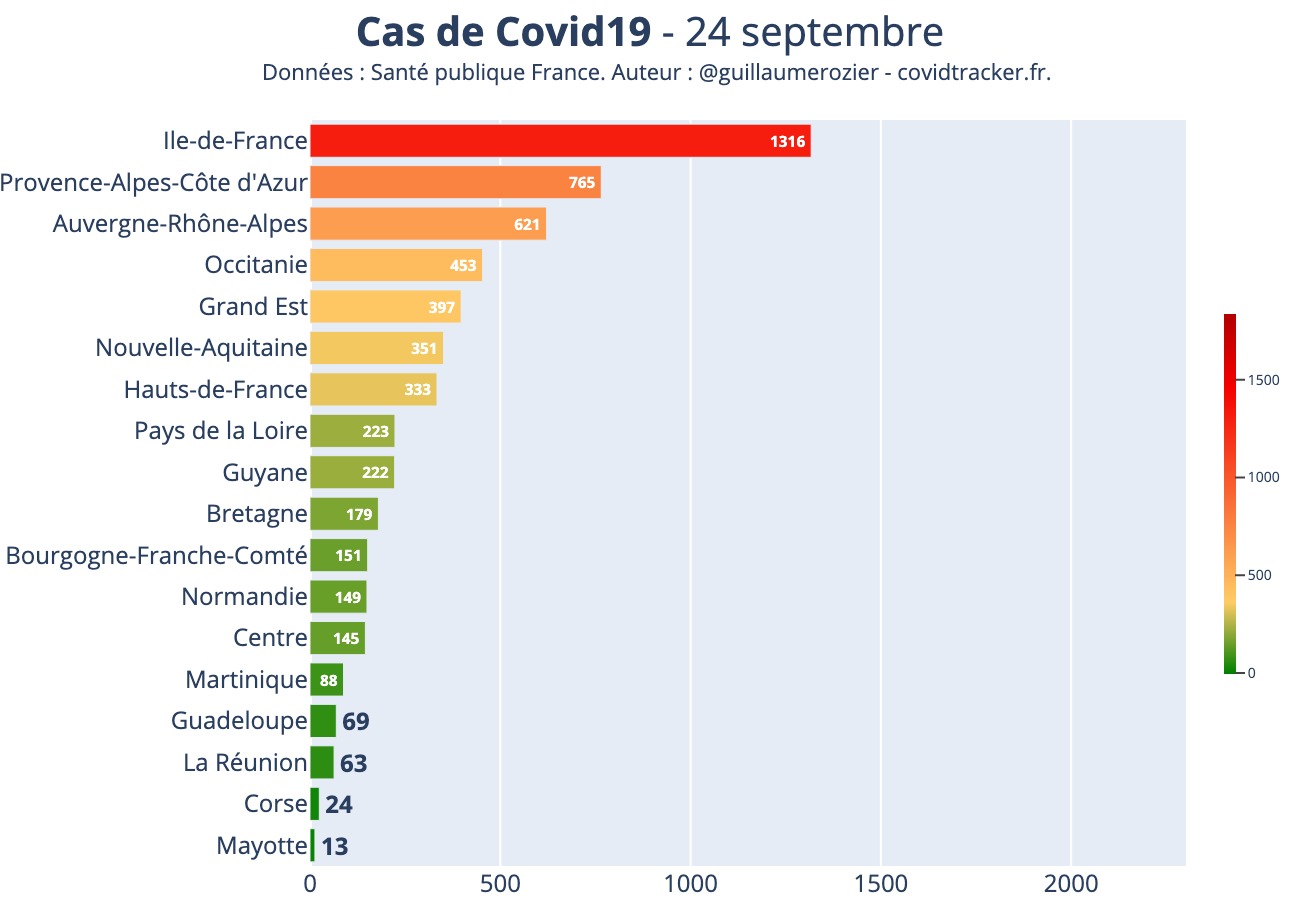 Cas de Covid19 - 24 septembre
Données : Santé publique France. Auteur : @guillaumerozier - covidtracker.fr.
Ile-de-France 1316
Provence-Alpes-Côte d'Azur 765
Auvergne-Rhône-Alpes 621
Occitanie 453
Grand Est 397
Nouvelle-Aquitaine 351
Hauts-de-France 333
Pays de la Loire 223
Guyane 222
Bretagne 179
Bourgogne-Franche-Comté 151
Normandie 149
Centre 145
Martinique 88
Guadeloupe 69
La Réunion 63
Corse 24
Mayotte 13
0 500 1000 1500 2000
1500
1000
500
0